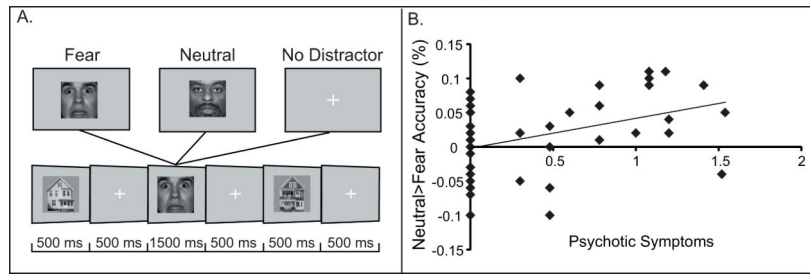 A.
Fear Neutral No Distractor
500 ms 500 ms 1500 ms 500 ms 500 ms 500 ms
B.
Neutral>Fear Accuracy (%)
0.15
0.1
0.05
0
-0.05
-0.1
-0.15
0.5 1 1.5 2
Psychotic Symptoms